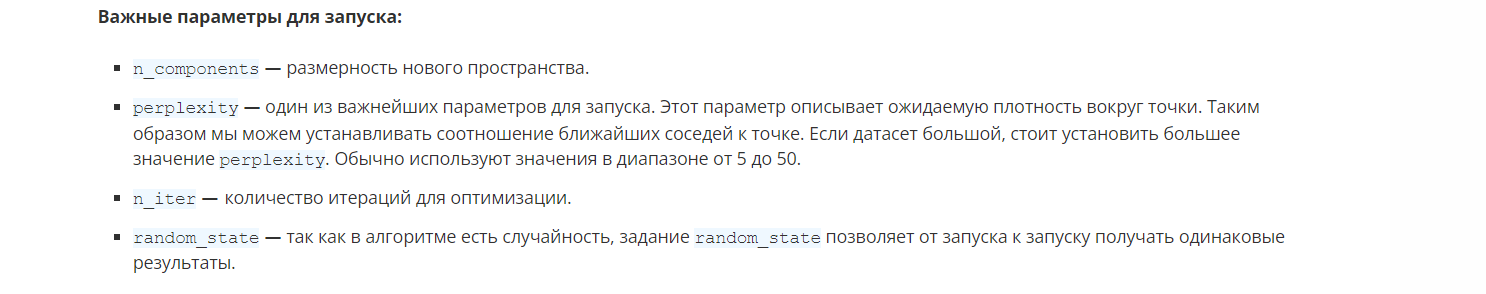 Важные параметры для запуска:
n_components — размерность нового пространства.
perplexity — один из важнейших параметров для запуска. Этот параметр описывает ожидаемую плотность вокруг точки. Таким
образом мы можем устанавливать соотношение ближайших соседей к точке. Если датасет большой, стоит установить большее
значение perplexity. Обычно используют значения в диапазоне от 5 до 50.
n_iter — количество итераций для оптимизации.
random_state — так как в алгоритме есть случайность, задание random_state позволяет от запуска к запуску получать одинаковые
результаты.